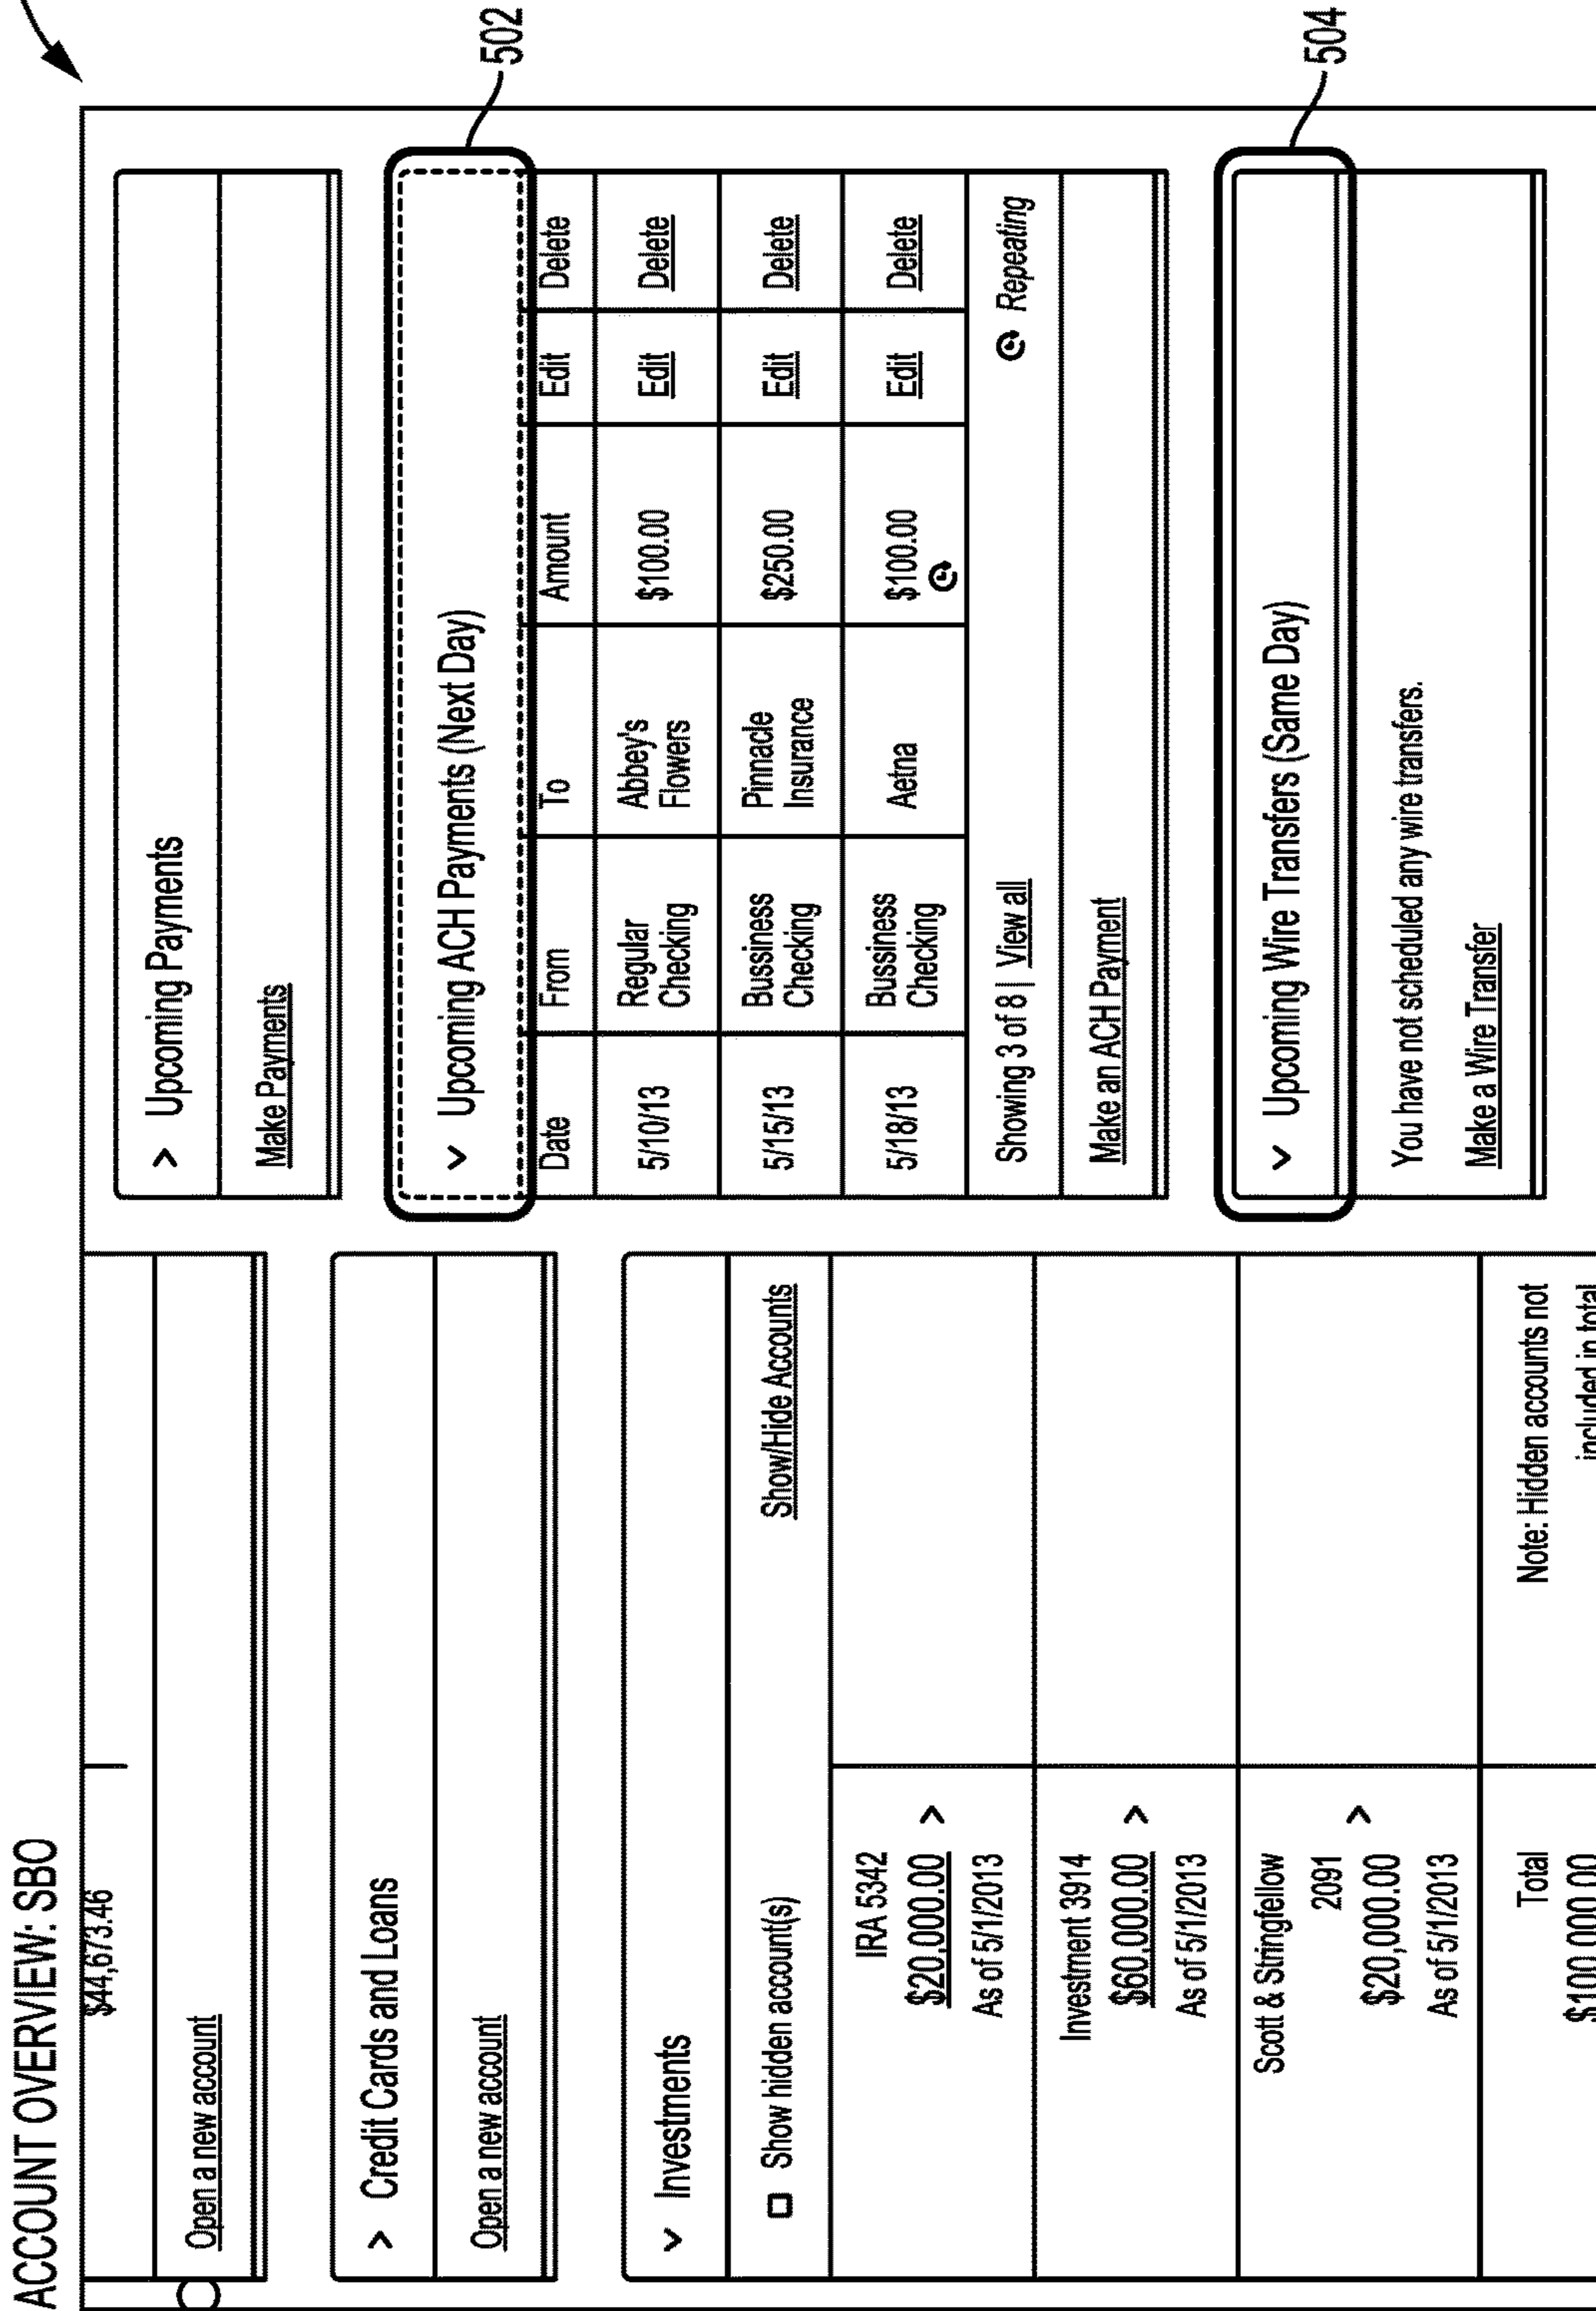 ACCOUNT OVERVIEW: SBO
$44,673.46
Open a new account
> Credit Cards and Loans
Open a new account
v Investments
Show hidden account(s) Show/Hide Accounts
IRA 5342
$20,000.00 >
As of 5/1/2013
Investment 3914
$60,000.00 >
As of 5/1/2013
Scott & Stringfellow
2091
$20,000.00 >
As of 5/1/2013
Total
$100,000.00
Note: Hidden accounts not
included in total
> Upcoming Payments
Make Payments
502
v Upcoming ACH Payments (Next Day)
Date From To Amount Edit Delete
5/10/13 Regular Checking Abbey's Flowers $100.00 Edit Delete
5/15/13 Bussiness Checking Pinnacle Insurance $250.00 Edit Delete
5/18/13 Bussiness Checking Aetna $100.00 Edit Delete
Showing 3 of 8 | View all Repeating
Make an ACH Payment
504
v Upcoming Wire Transfers (Same Day)
You have not scheduled any wire transfers.
Make a Wire Transfer